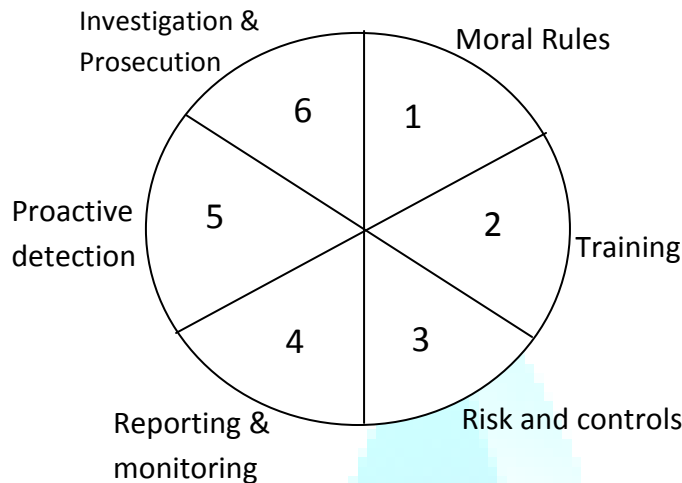 Investigation &
Prosecution
Moral Rules
6
1
Proactive
detection
5
2
Training
4
3
Reporting &
monitoring
Risk and controls